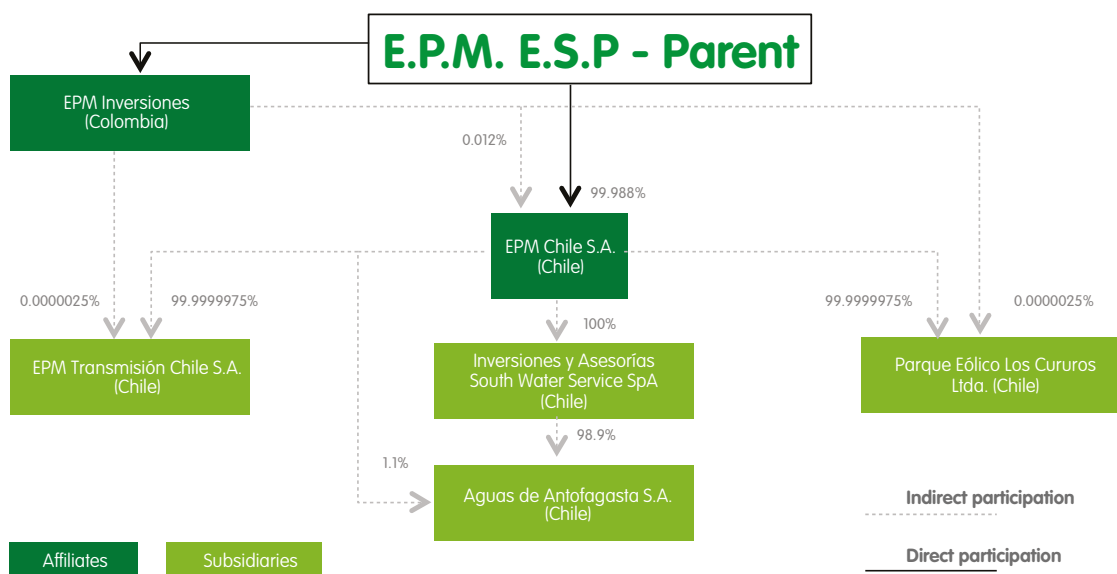 E.P.M. E.S.P - Parent
EPM Inversiones
(Colombia)
0.012%
99.988%
EPM Chile S.A.
(Chile)
0.0000025%
99.9999975%
100%
99.9999975%
0.0000025%
EPM Transmisión Chile S.A.
(Chile)
Inversiones y Asesorías
South Water Service SpA
(Chile)
Parque Eólico Los Cururos
Ltda. (Chile)
98.9%
1.1%
Aguas de Antofagasta S.A.
(Chile)
Indirect participation
Direct participation
Affiliates
Subsidiaries